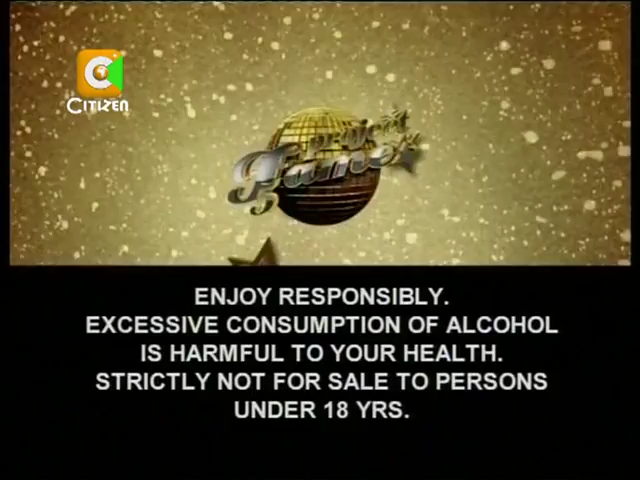 CITIZEN
project
Fame
5
ENJOY RESPONSIBLY.
EXCESSIVE CONSUMPTION OF ALCOHOL
IS HARMFUL TO YOUR HEALTH.
STRICTLY NOT FOR SALE TO PERSONS
UNDER 18 YRS.